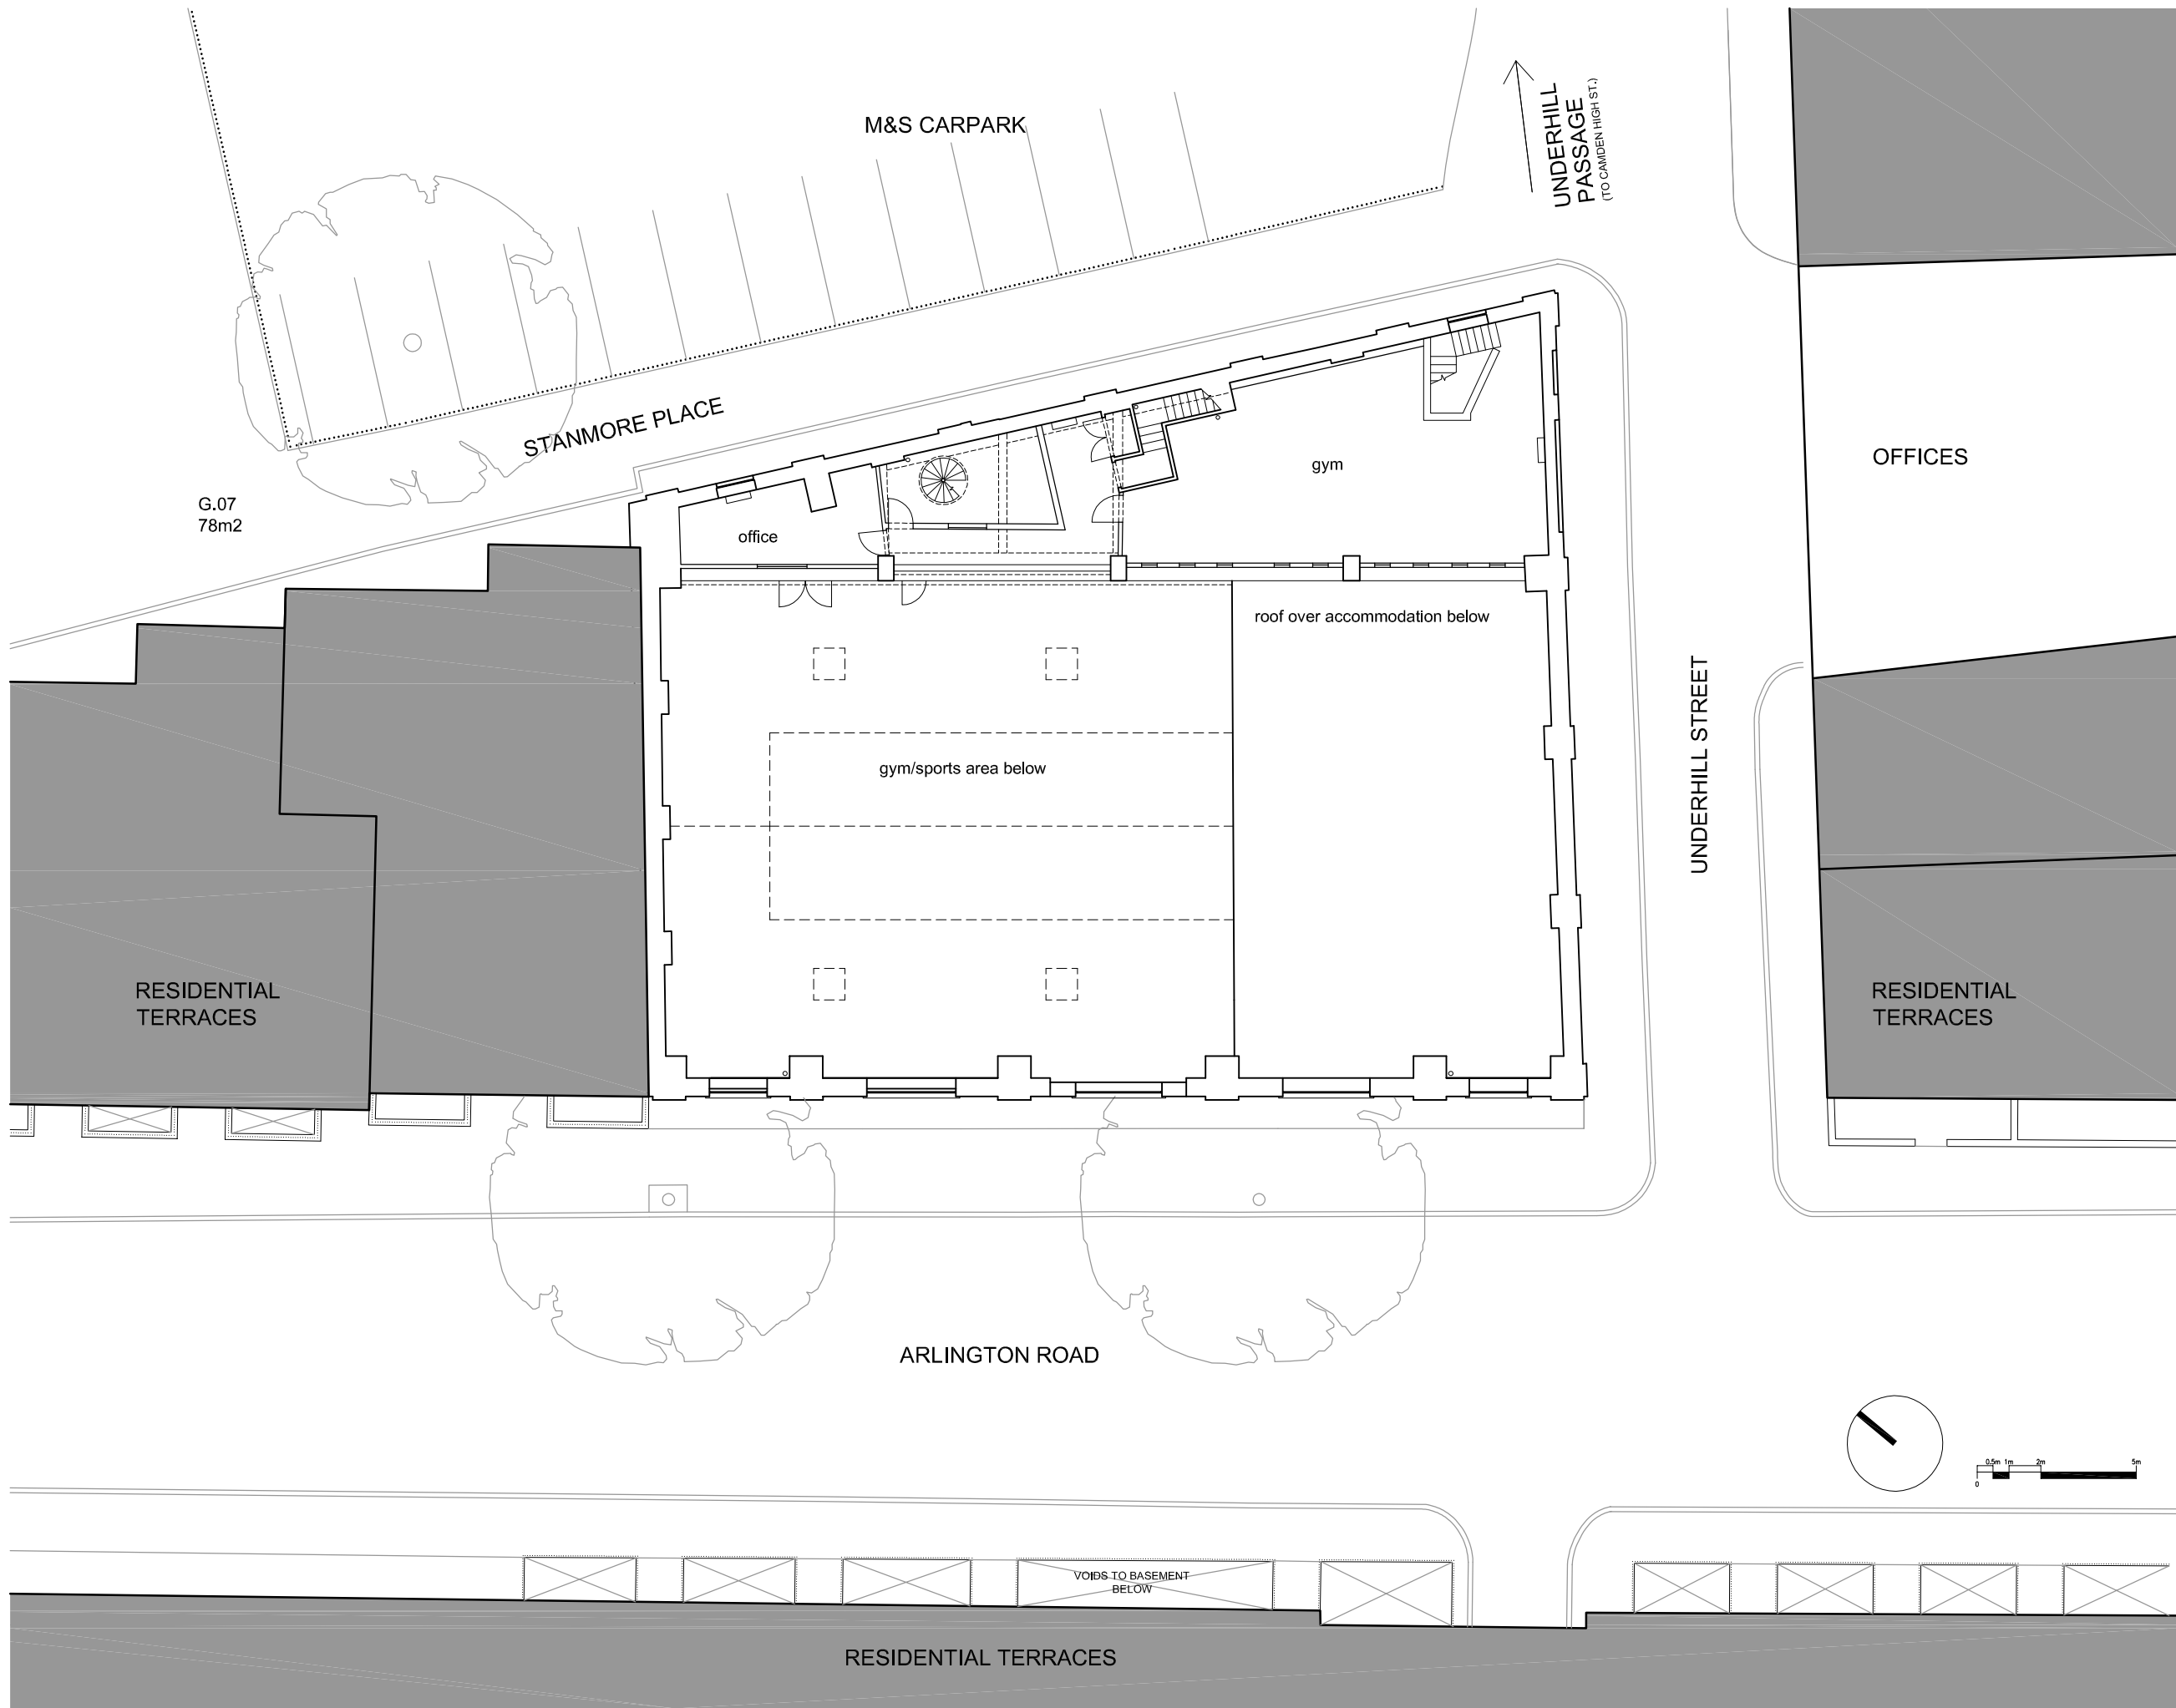 M&S CARPARK
UNDERHILL
PASSAGE
(TO CAMDEN HIGH ST.)
STANMORE PLACE
G.07
78m2
office
gym
OFFICES
roof over accommodation below
gym/sports area below
UNDERHILL STREET
RESIDENTIAL
TERRACES
RESIDENTIAL
TERRACES
ARLINGTON ROAD
0 0.5m 1m 2m 5m
VOIDS TO BASEMENT
BELOW
RESIDENTIAL TERRACES